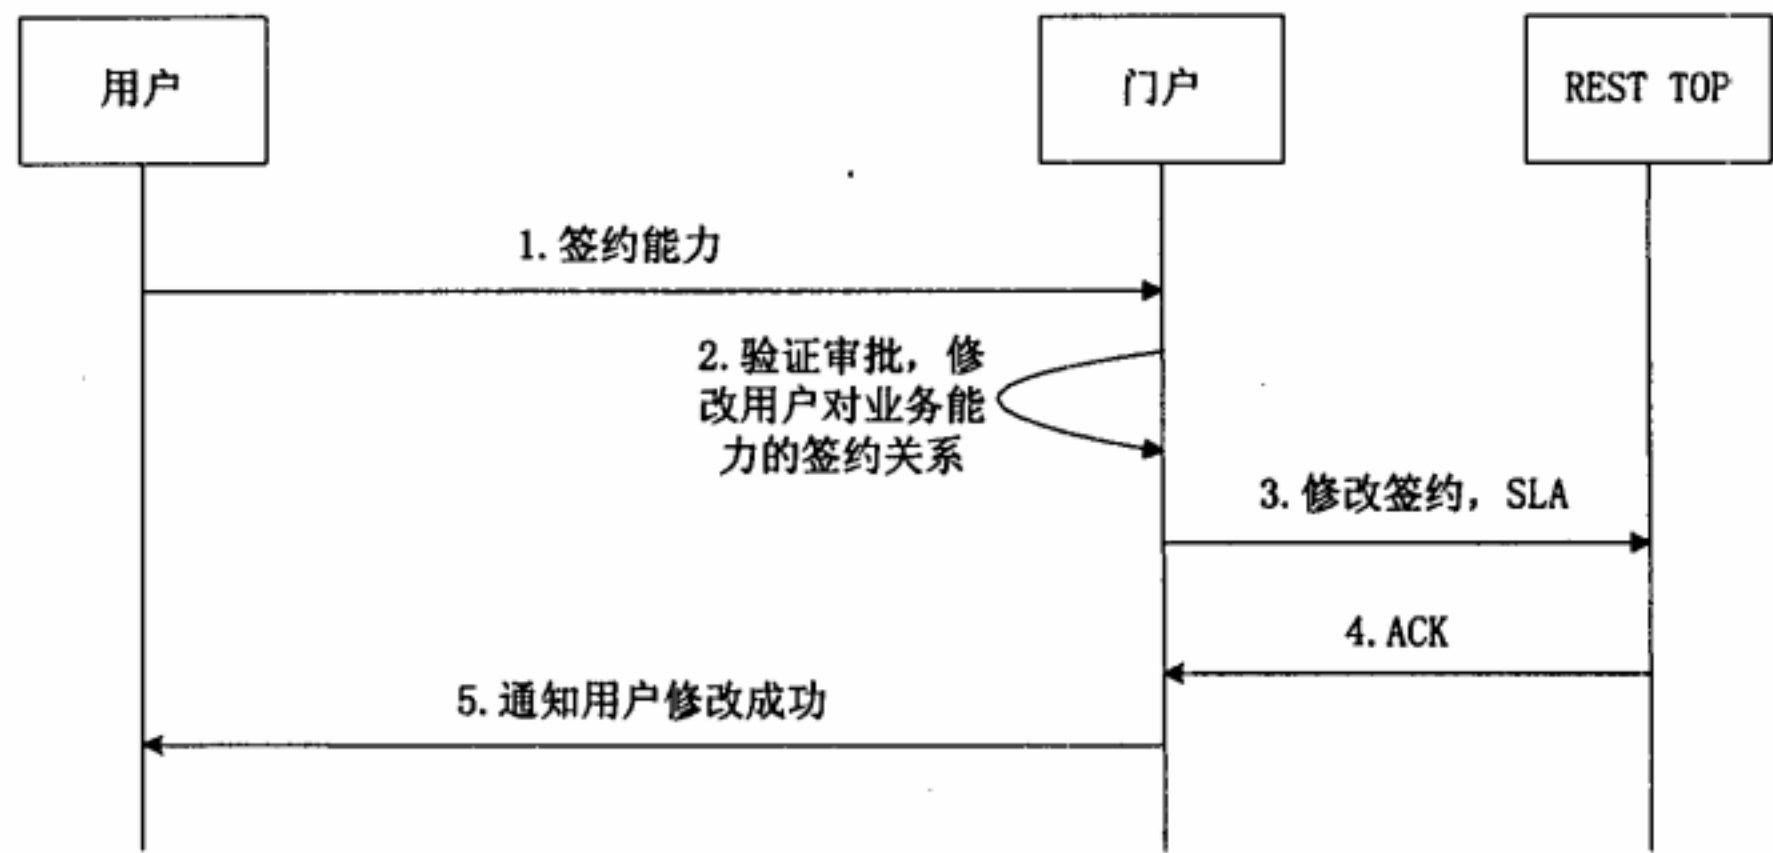 用户
门户
REST TOP
1.签约能力
2.验证审批，修
改用户对业务能
力的签约关系
3.修改签约，SLA
4.ACK
5.通知用户修改成功